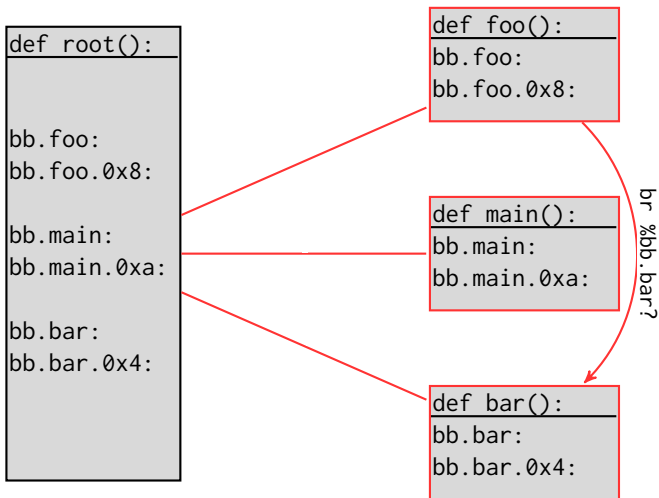 def root():
bb.foo:
bb.foo.0x8:
bb.main:
bb.main.0xa:
bb.bar:
bb.bar.0x4:
def foo():
bb.foo:
bb.foo.0x8:
def main():
bb.main:
bb.main.0xa:
br %bb.bar?
def bar():
bb.bar:
bb.bar.0x4: